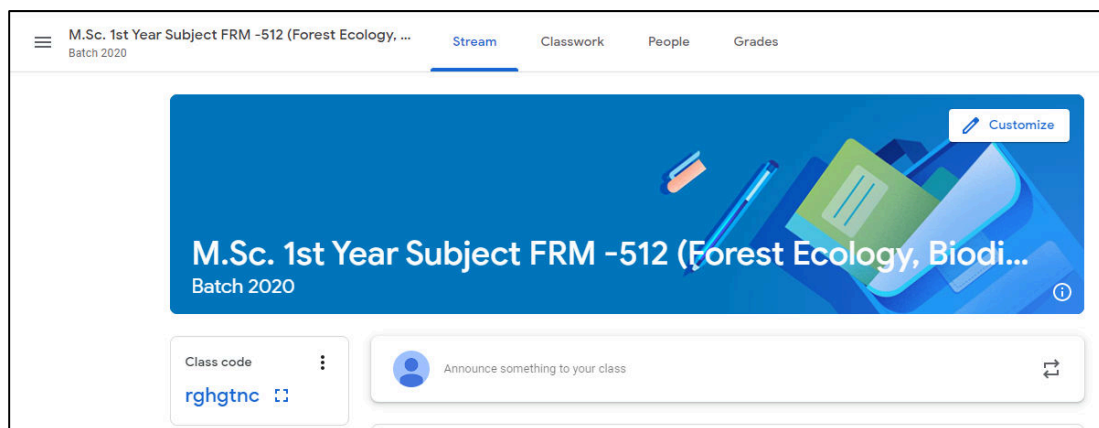 M.Sc. 1st Year Subject FRM -512 (Forest Ecology, ...
Batch 2020
Stream
Classwork
People
Grades
Customize
M.Sc. 1st Year Subject FRM -512 (Forest Ecology, Biodi...
Batch 2020
Class code
rghgtnc
Announce something to your class